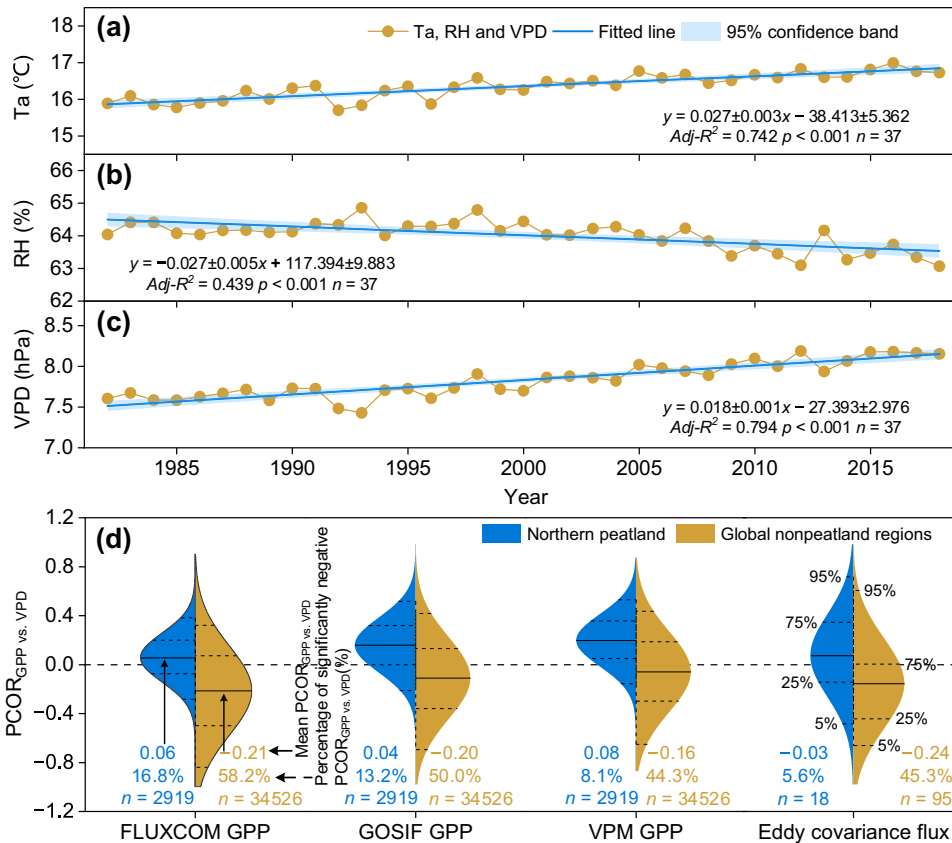 (a)
Ta, RH and VPD Fitted line 95% confidence band
Ta (°C)
17
16
15
y = 0.027±0.003x − 38.413±5.362
Adj-R² = 0.742 p < 0.001 n = 37
(b)
RH (%)
66
65
64
63
62
y = −0.027±0.005x + 117.394±9.883
Adj-R² = 0.439 p < 0.001 n = 37
(c)
VPD (hPa)
8.5
8.0
7.5
7.0
y = 0.018±0.001x − 27.393±2.976
Adj-R² = 0.794 p < 0.001 n = 37
1985 1990 1995 2000 2005 2010 2015
Year
(d)
Northern peatland Global nonpeatland regions
PCOR GPP vs. VPD
1.2
0.8
0.4
0.0
−0.4
−0.8
−1.2
Mean PCOR GPP vs. VPD
Percentage of significantly negative
PCOR GPP vs. VPD (%)
95% 95%
75% 75%
25% 25%
5% 5%
0.06 −0.21 0.04 −0.20 0.08 −0.16 −0.03 −0.24
16.8% 58.2% 13.2% 50.0% 8.1% 44.3% 5.6% 45.3%
n = 2919 n = 34526 n = 2919 n = 34526 n = 2919 n = 34526 n = 18 n = 95
FLUXCOM GPP GOSIF GPP VPM GPP Eddy covariance flux